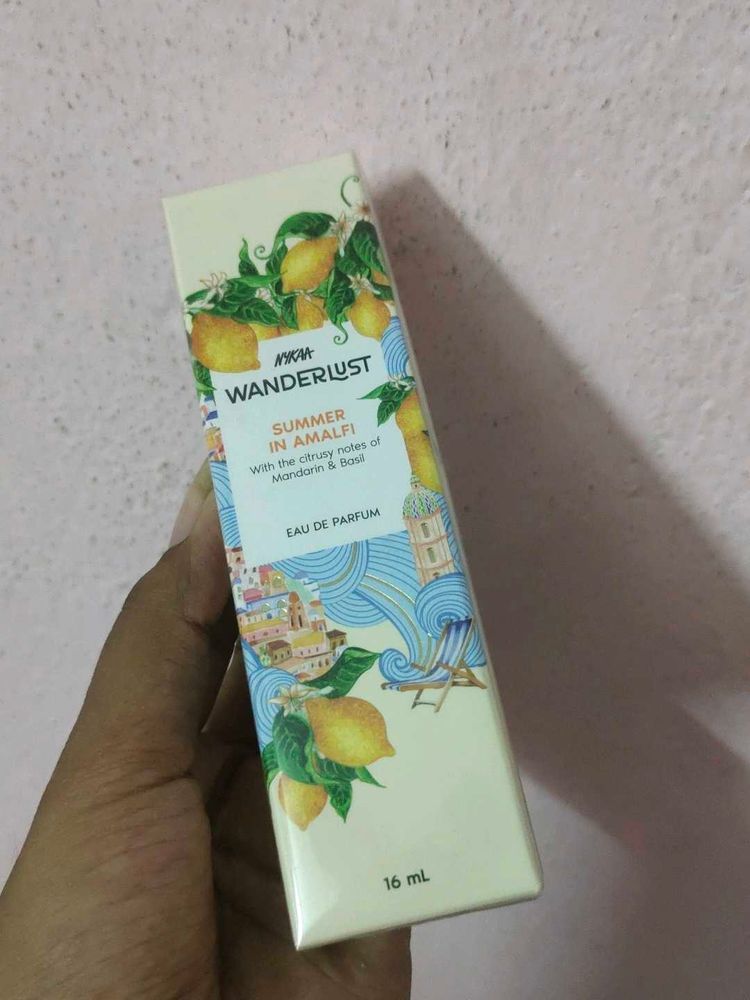 NYKAA
WANDERLUST
SUMMER
IN AMALFI
With the citrusy notes of
Mandarin & Basil
EAU DE PARFUM
16 mL